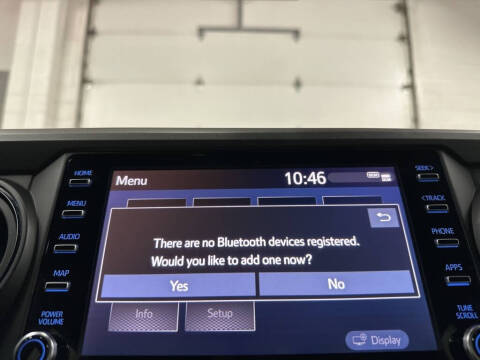 HOME
SEEK>
Menu
10:46
MENU
<TRACK
There are no Bluetooth devices registered.
Would you like to add one now?
AUDIO
PHONE
MAP
Yes
No
APPS
Info
Setup
POWER
VOLUME
Display
TUNE
SCROLL